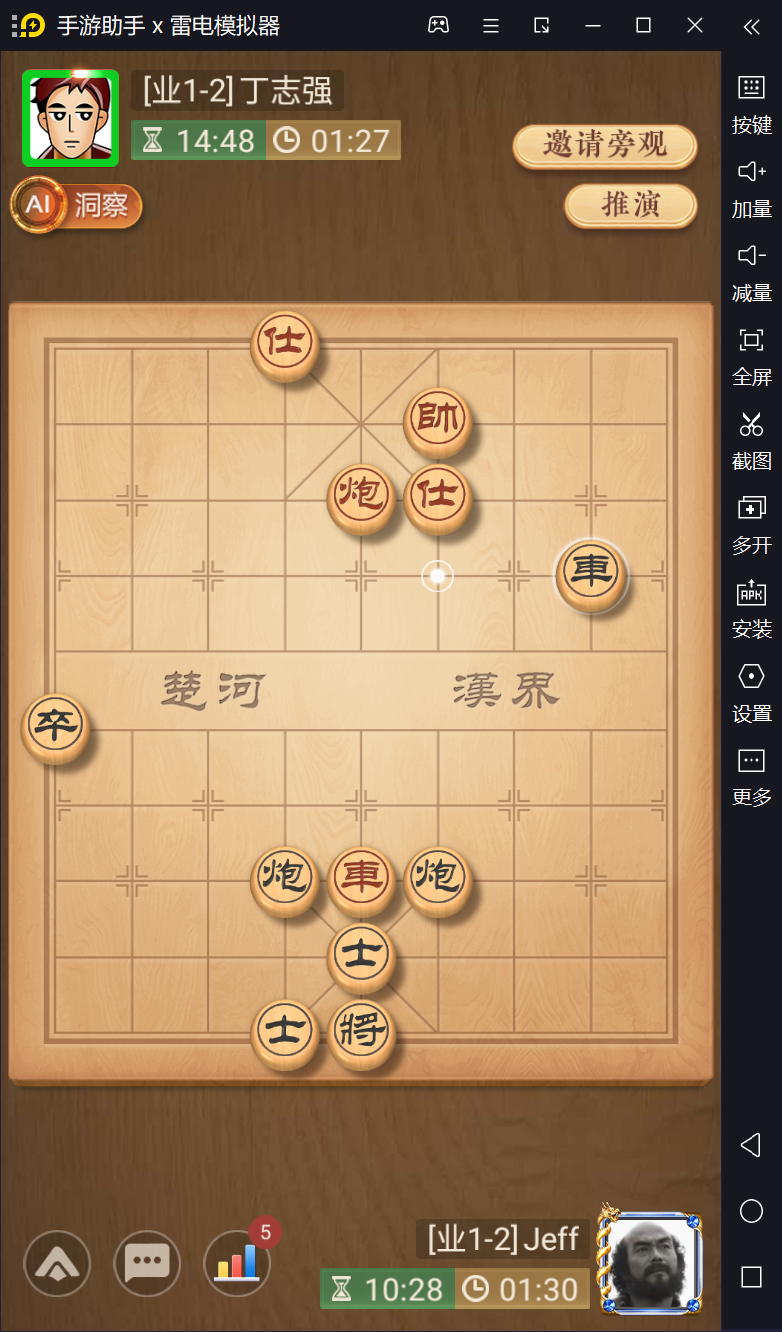 手游助手 x 雷电模拟器
[业1-2]丁志强
14:48 01:27
邀请旁观
AI 洞察
推演
按键
加量
减量
全屏
截图
多开
APK
安装
设置
更多
仕
帥
炮 仕
車
楚河 漢界
卒
炮 車 炮
士
士 將
5
[业1-2]Jeff
10:28 01:30